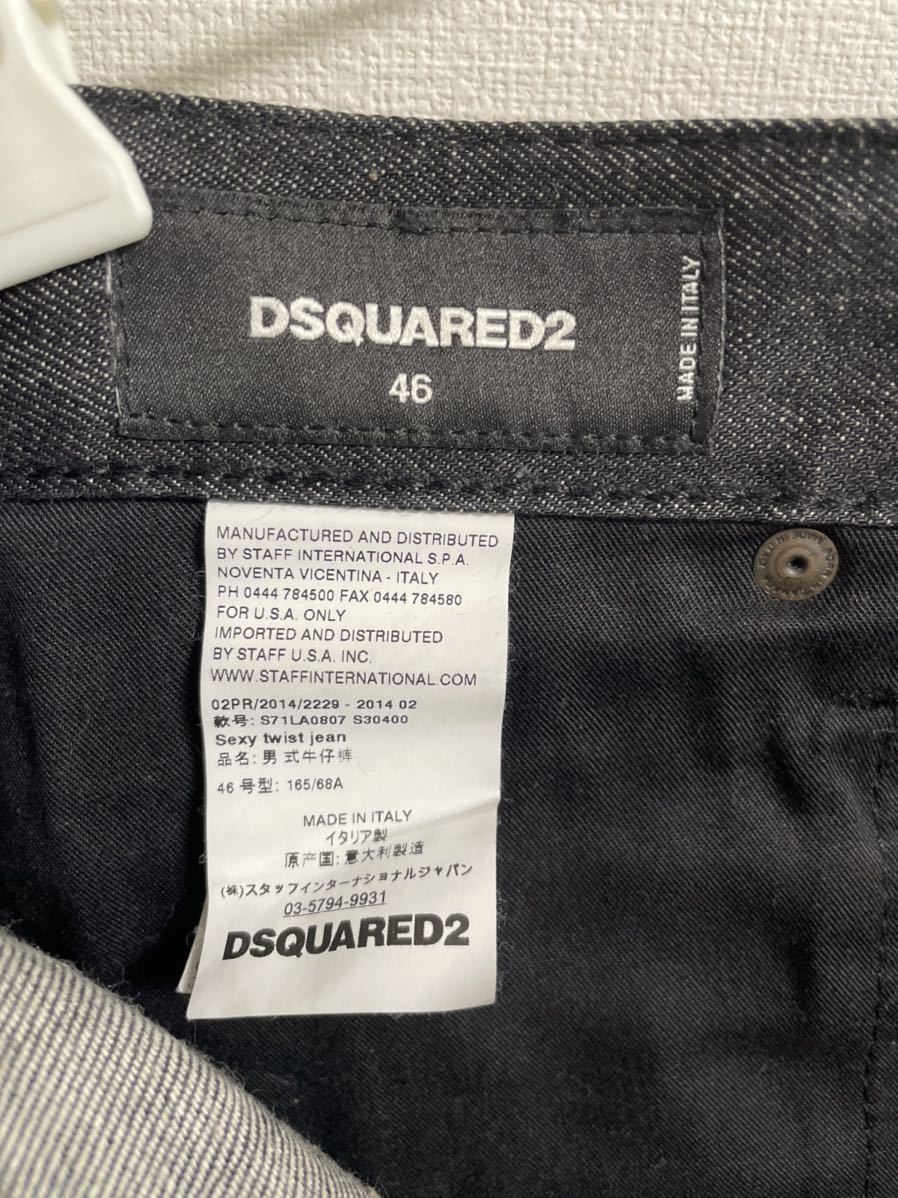 DSQUARED2
46
MADE IN ITALY
MANUFACTURED AND DISTRIBUTED
BY STAFF INTERNATIONAL S.P.A.
NOVENTA VICENTINA - ITALY
PH 0444 784500 FAX 0444 784580
FOR U.S.A. ONLY
IMPORTED AND DISTRIBUTED
BY STAFF U.S.A. INC.
WWW.STAFFINTERNATIONAL.COM
02PR/2014/2229 - 2014 02
款号: S71LA0807 S30400
Sexy twist jean
品名: 男式牛仔裤
46 号型: 165/68A
MADE IN ITALY
イタリア製
原产国: 意大利製造
(株)スタッフインターナショナルジャパン
03-5794-9931
DSQUARED2